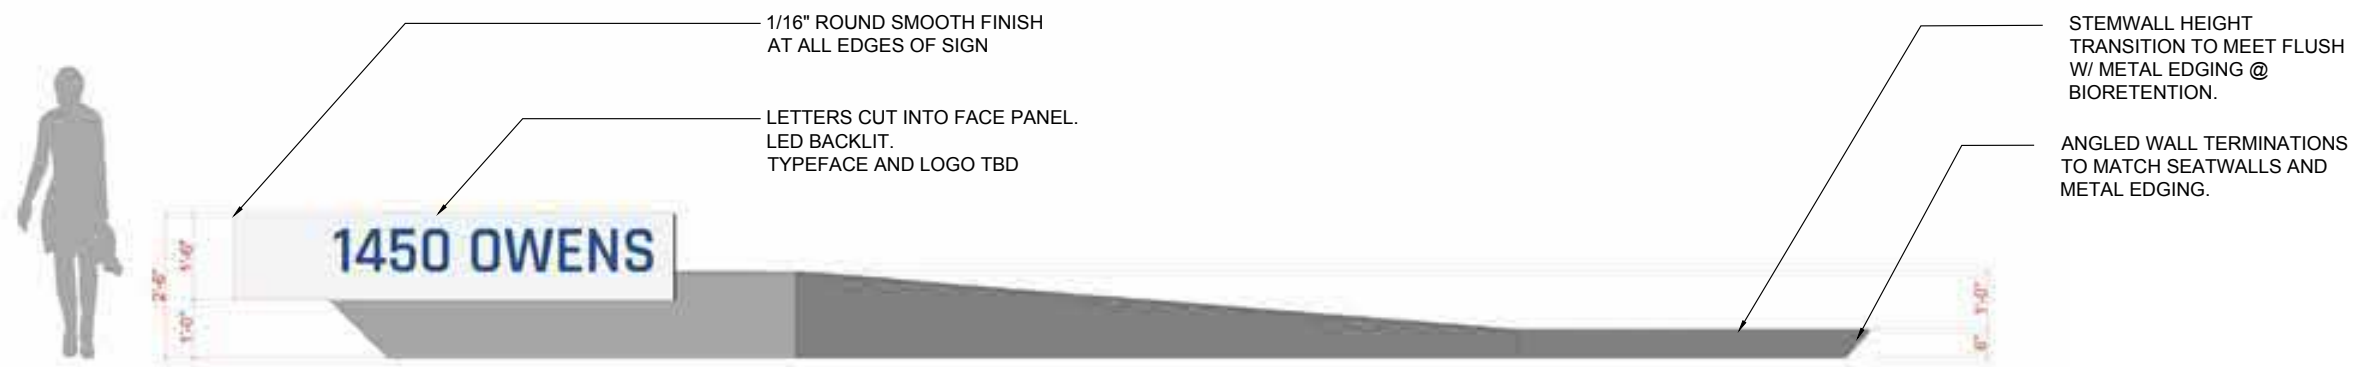 1/16" ROUND SMOOTH FINISH
AT ALL EDGES OF SIGN
LETTERS CUT INTO FACE PANEL.
LED BACKLIT.
TYPEFACE AND LOGO TBD
STEMWALL HEIGHT
TRANSITION TO MEET FLUSH
W/ METAL EDGING @
BIORETENTION.
ANGLED WALL TERMINATIONS
TO MATCH SEATWALLS AND
METAL EDGING.
1450 OWENS
2'-6"
1'-6"
1'-0"
1'-0"
6"